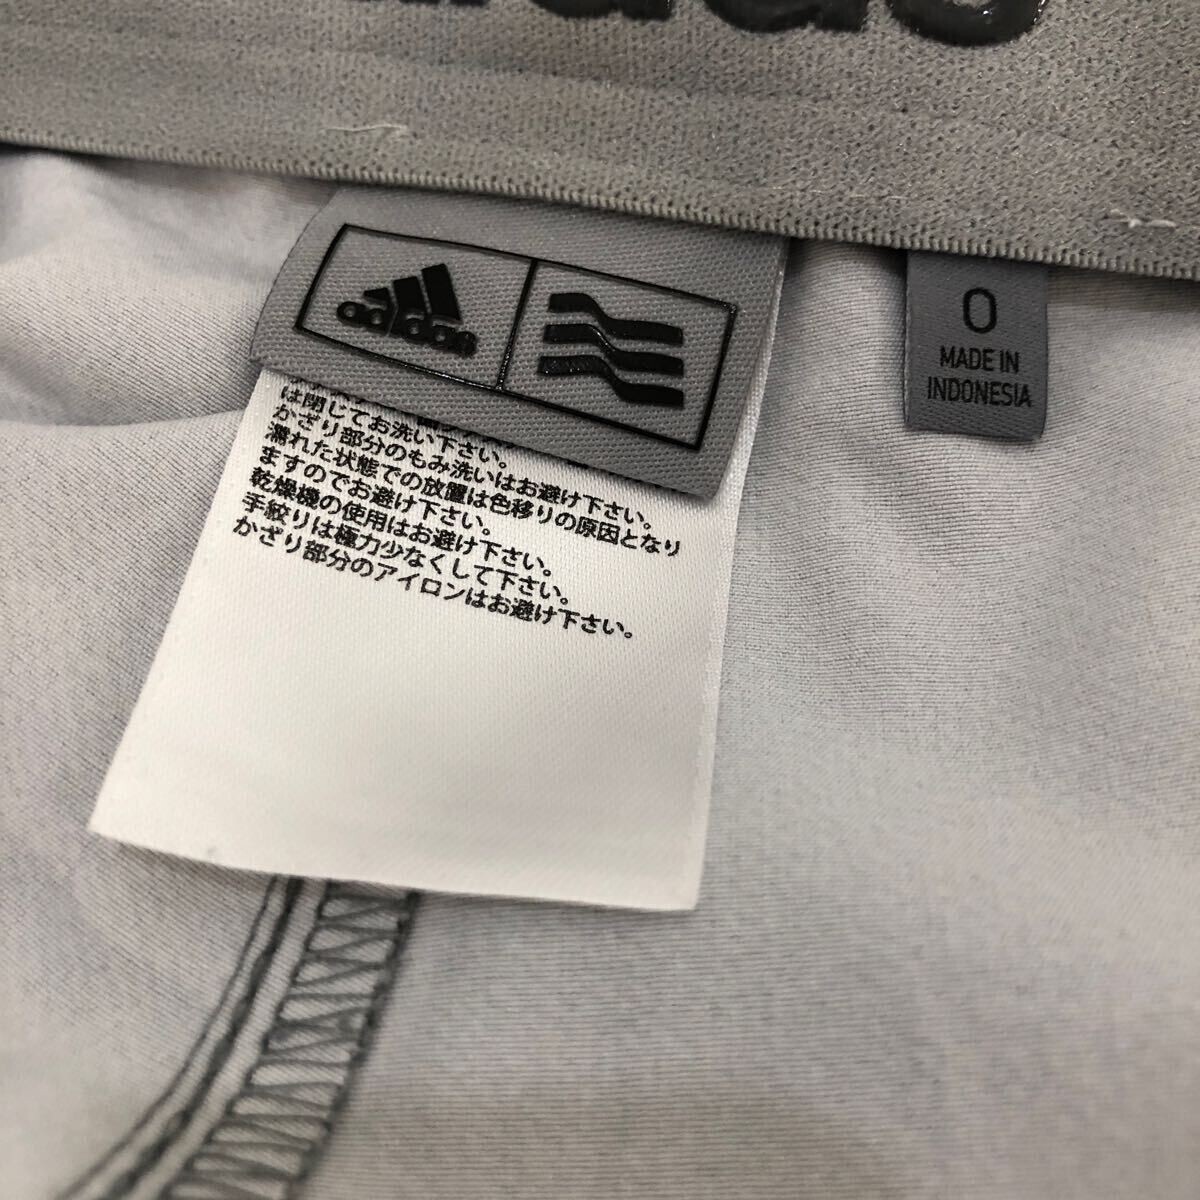 adidas
O
MADE IN
INDONESIA
は閉じてお洗い下さい。
かざり部分のもみ洗いはお避け下さい。
濡れた状態での放置は色移りの原因となり
ますのでお避け下さい。
乾燥機の使用はお避け下さい。
手絞りは極力少なくして下さい。
かざり部分のアイロンはお避け下さい。